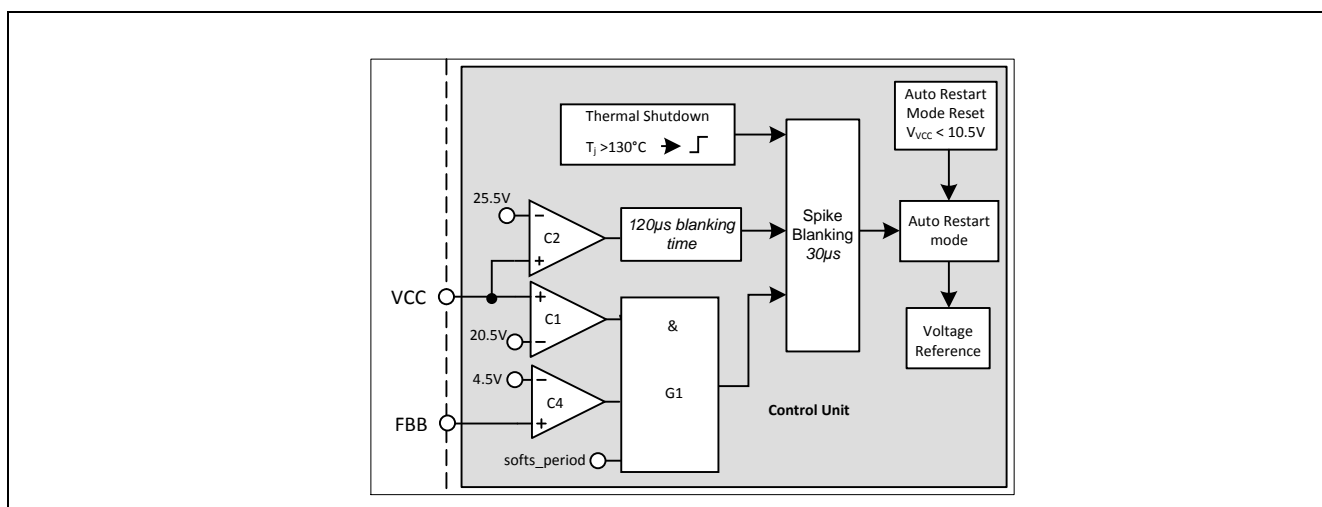 Thermal Shutdown
Tj >130°C
Auto Restart
Mode Reset
VVCC < 10.5V
25.5V
−
C2
+
120µs blanking
time
Spike
Blanking
30µs
Auto Restart
mode
VCC
+
C1
−
20.5V
&
G1
Voltage
Reference
4.5V
−
C4
+
FBB
Control Unit
softs_period